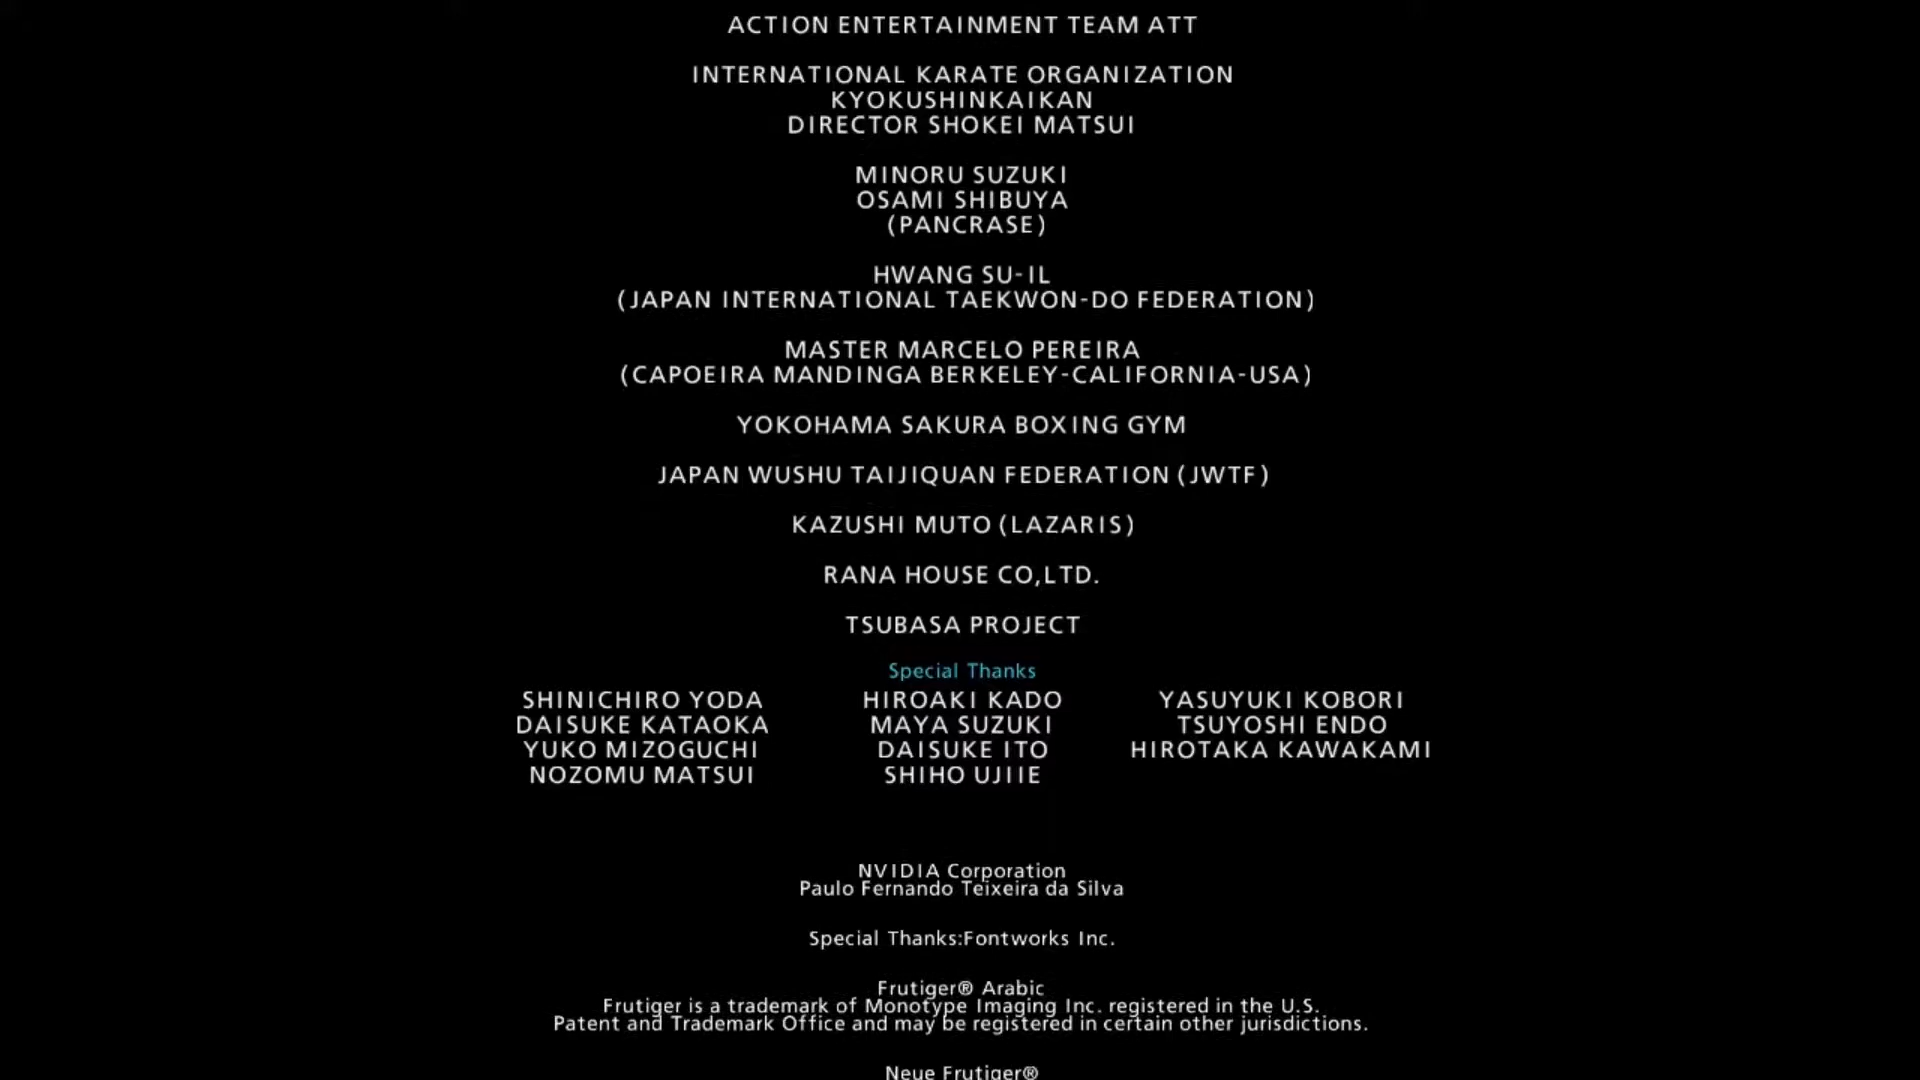 ACTION ENTERTAINMENT TEAM ATT
INTERNATIONAL KARATE ORGANIZATION
KYOKUSHINKAIKAN
DIRECTOR SHOKEI MATSUI
MINORU SUZUKI
OSAMI SHIBUYA
(PANCRASE)
HWANG SU-IL
(JAPAN INTERNATIONAL TAEKWON-DO FEDERATION)
MASTER MARCELO PEREIRA
(CAPOEIRA MANDINGA BERKELEY-CALIFORNIA-USA)
YOKOHAMA SAKURA BOXING GYM
JAPAN WUSHU TAIJIQUAN FEDERATION (JWTF)
KAZUSHI MUTO (LAZARIS)
RANA HOUSE CO,LTD.
TSUBASA PROJECT
Special Thanks
SHINICHIRO YODA HIROAKI KADO YASUYUKI KOBORI
DAISUKE KATAOKA MAYA SUZUKI TSUYOSHI ENDO
YUKO MIZOGUCHI DAISUKE ITO HIROTAKA KAWAKAMI
NOZOMU MATSUI SHIHO UJIIE
NVIDIA Corporation
Paulo Fernando Teixeira da Silva
Special Thanks:Fontworks Inc.
Frutiger® Arabic
Frutiger is a trademark of Monotype Imaging Inc. registered in the U.S.
Patent and Trademark Office and may be registered in certain other jurisdictions.
Neue Frutiger®